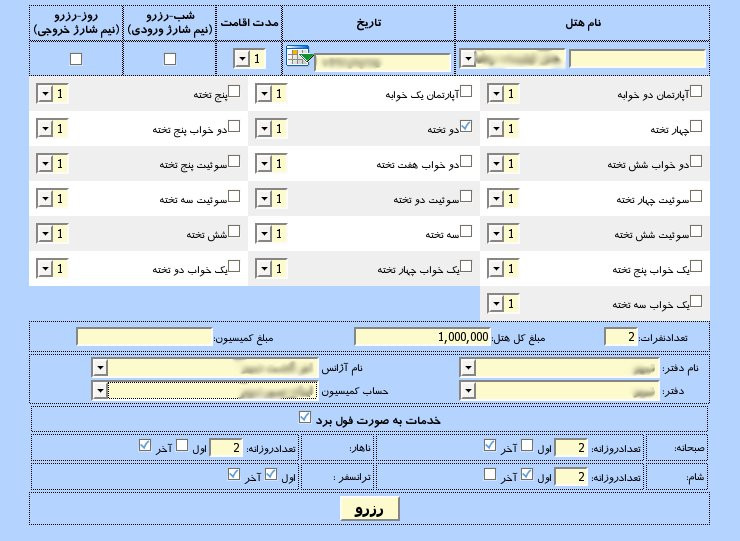 نام هتل تاریخ مدت اقامت شب-رزرو روز-رزرو
(نیم شارژ ورودی) (نیم شارژ خروجی)
1
آپارتمان دو خوابه 1 آپارتمان یک خوابه 1 پنج تخته 1
چهار تخته 1 دو تخته 1 دو خواب پنج تخته 1
دو خواب شش تخته 1 دو خواب هفت تخته 1 سوئیت پنج تخته 1
سوئیت چهار تخته 1 سوئیت دو تخته 1 سوئیت سه تخته 1
سوئیت شش تخته 1 سه تخته 1 شش تخته 1
یک خواب پنج تخته 1 یک خواب چهار تخته 1 یک خواب دو تخته 1
یک خواب سه تخته 1
تعدادنفرات: 2 مبلغ کل هتل: 1,000,000 مبلغ کمیسیون:
نام دفتر: نام آژانس
دفتر: حساب کمیسیون
خدمات به صورت فول برد
صبحانه: تعدادروزانه: 2 اول آخر ناهار: تعدادروزانه: 2 اول آخر
شام: تعدادروزانه: 2 اول آخر ترانسفر : اول آخر
رزرو